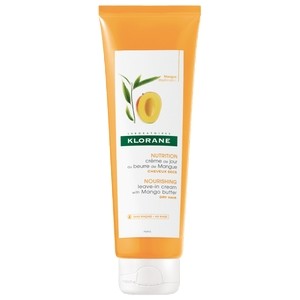 LABORATOIRES
KLORANE
NUTRITION
crème de jour
au beurre de Mangue
CHEVEUX SECS
NOURISHING
leave-in cream
with Mango butter
DRY HAIR